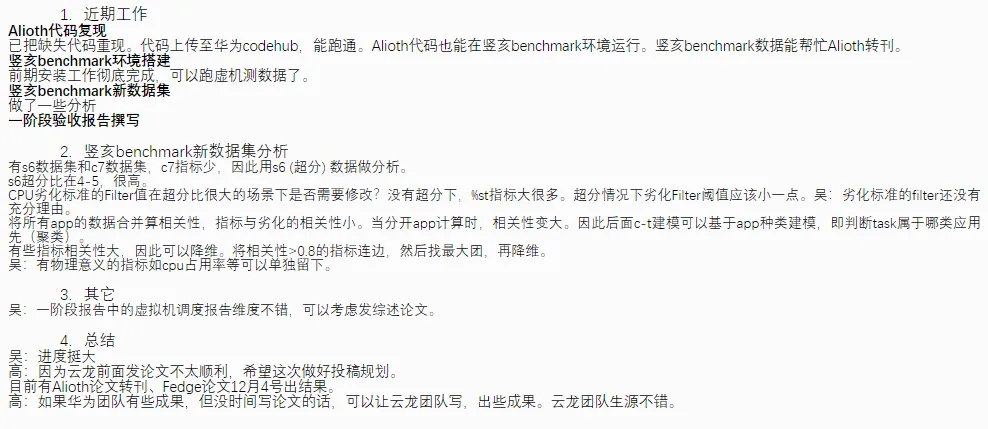 1. 近期工作
Alioth代码复现
已把缺失代码重现。代码上传至华为codehub，能跑通。Alioth代码也能在竖亥benchmark环境运行。竖亥benchmark数据能帮忙Alioth转刊。
竖亥benchmark环境搭建
前期安装工作彻底完成，可以跑虚机测数据了。
竖亥benchmark新数据集
做了一些分析
一阶段验收报告撰写
2. 竖亥benchmark新数据集分析
有s6数据集和c7数据集，c7指标少，因此用s6 (超分) 数据做分析。
s6超分比在4-5，很高。
CPU劣化标准的Filter值在超分比很大的场景下是否需要修改？没有超分下，%st指标大很多。超分情况下劣化Filter阈值应该小一点。吴：劣化标准的filter还没有
充分理由。
将所有app的数据合并算相关性，指标与劣化的相关性小。当分开app计算时，相关性变大。因此后面c-t建模可以基于app种类建模，即判断task属于哪类应用
先（聚类）。
有些指标相关性大，因此可以降维。将相关性>0.8的指标连边，然后找最大团，再降维。
吴：有物理意义的指标如cpu占用率等可以单独留下。
3. 其它
吴：一阶段报告中的虚拟机调度报告维度不错，可以考虑发综述论文。
4. 总结
吴：进度挺大
高：因为云龙前面发论文不太顺利，希望这次做好投稿规划。
目前有Alioth论文转刊、Fedge论文12月4号出结果。
高：如果华为团队有些成果，但没时间写论文的话，可以让云龙团队写，出些成果。云龙团队生源不错。